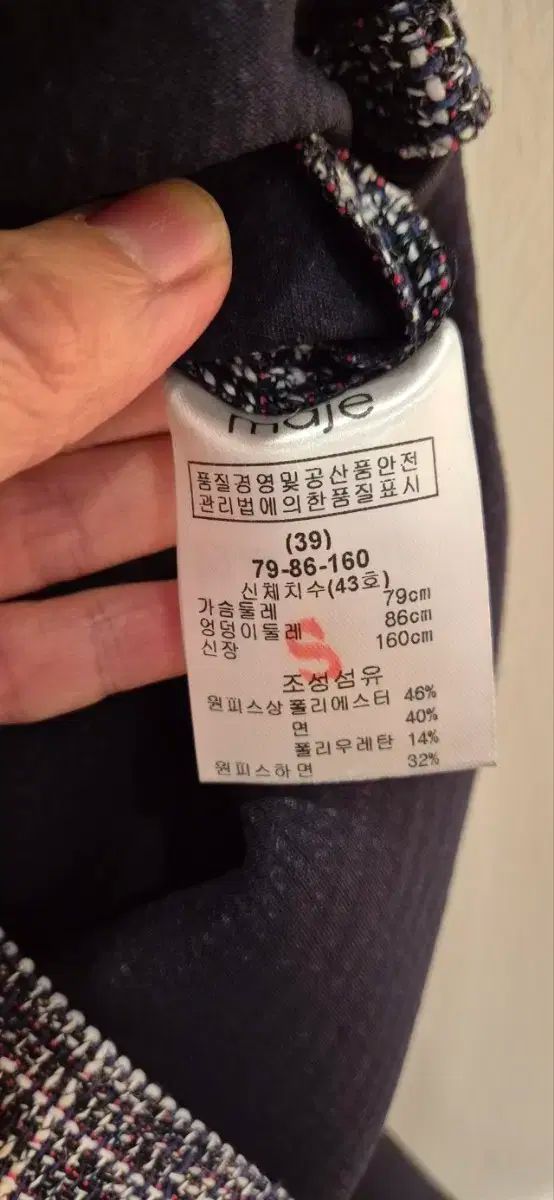 maje
품질경영및공산품안전
관리법에의한품질표시
(39)
79-86-160
신체치수(43호)
가슴둘레 79cm
엉덩이둘레 86cm
신장 160cm
S
조성섬유
원피스상 폴리에스터 46%
면 40%
폴리우레탄 14%
원피스하면 32%